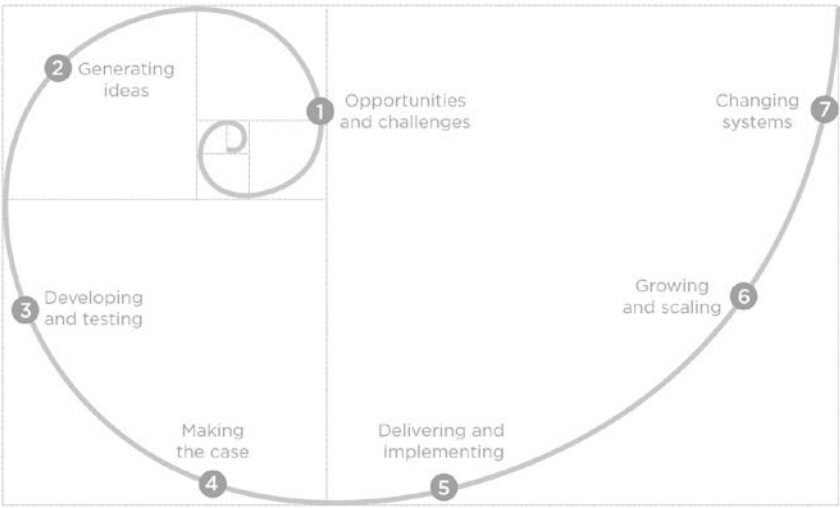 1
Opportunities
and challenges
2
Generating
ideas
3
Developing
and testing
4
Making
the case
5
Delivering and
implementing
6
Growing
and scaling
7
Changing
systems